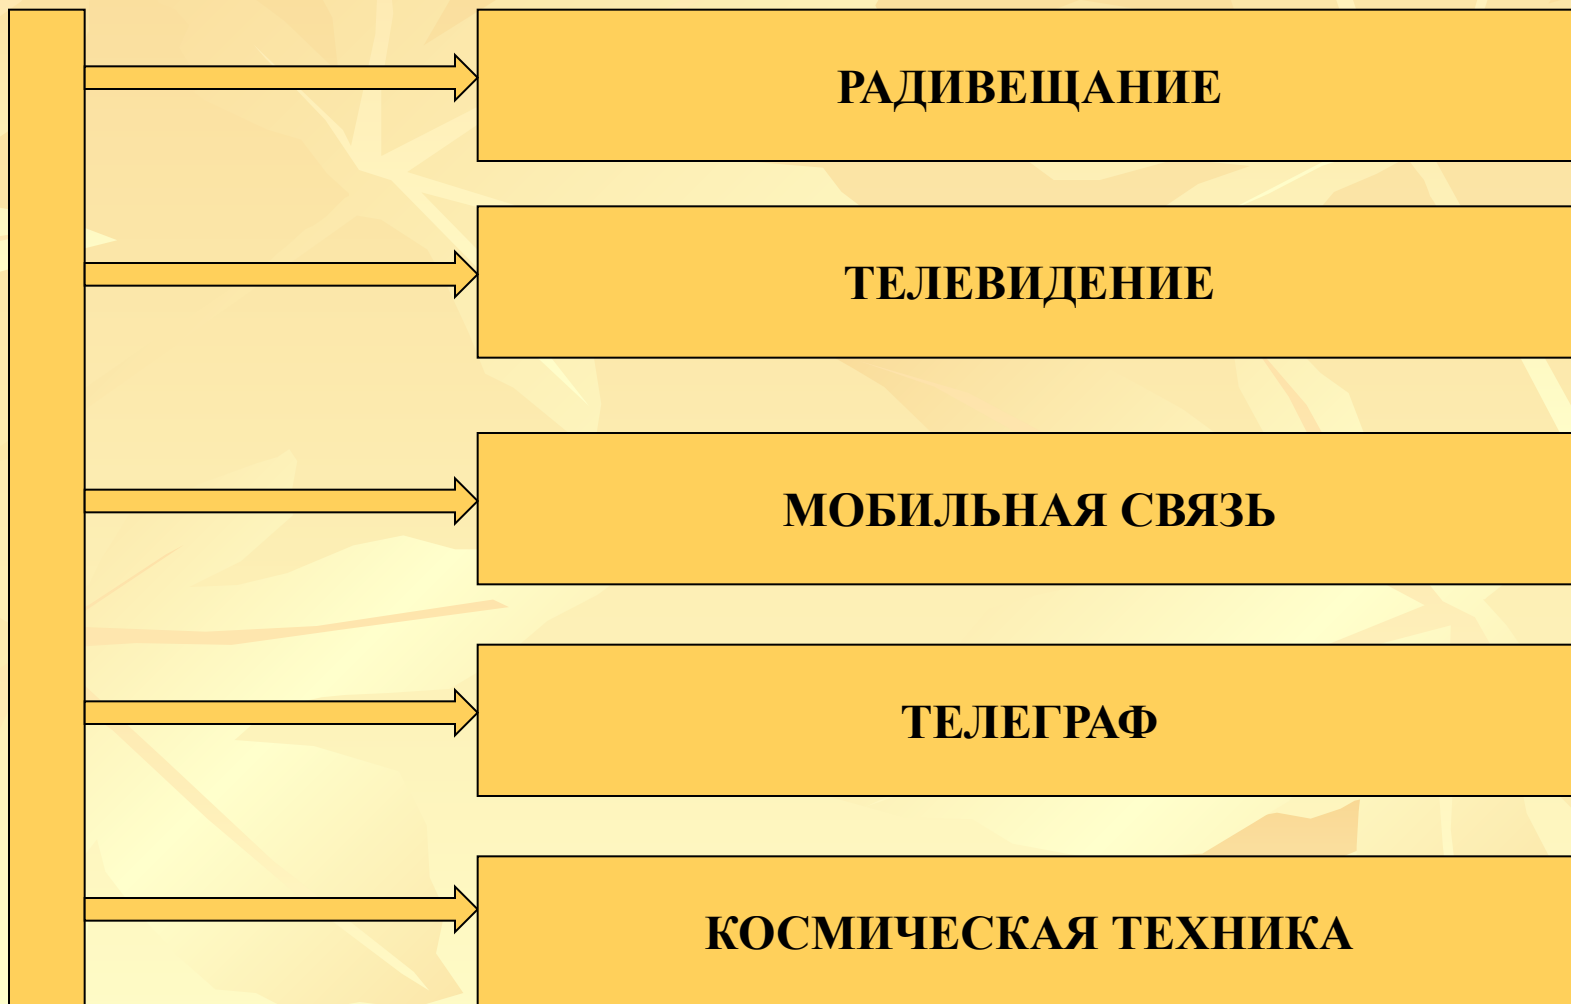 РАДИВЕЩАНИЕ
ТЕЛЕВИДЕНИЕ
МОБИЛЬНАЯ СВЯЗЬ
ТЕЛЕГРАФ
КОСМИЧЕСКАЯ ТЕХНИКА